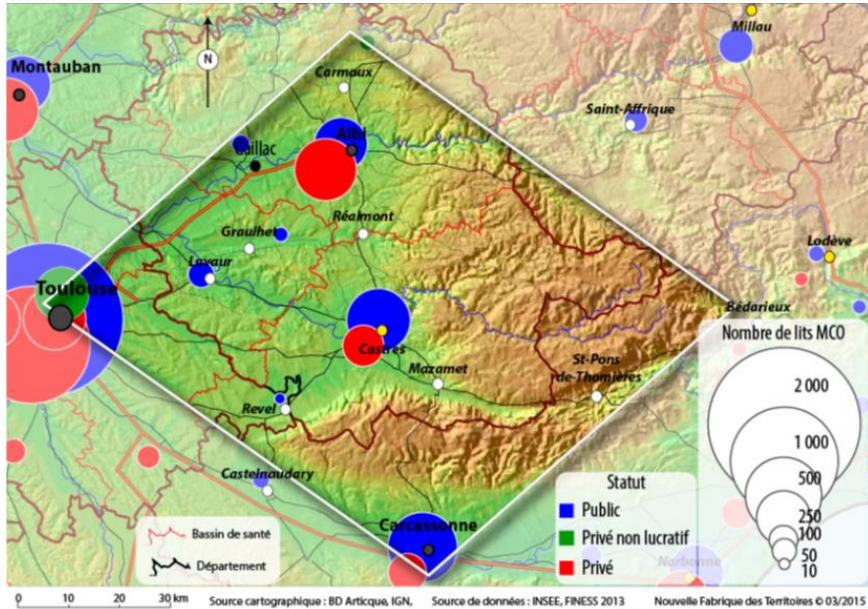 Millau
Montauban
N
Carmaux
Saint-Affrique
Albi
Gaillac
Réalmont
Graulhet
Lodève
Lavaur
Toulouse
Bédarieux
Castres
Nombre de lits MCO
2 000
1 000
500
250
100
50
10
Mazamet
St-Pons
de-Thomières
Revel
Castelnaudary
Statut
Public
Privé non lucratif
Privé
Carcassonne
Bassin de santé
Département
Narbonne
0 10 20 30 km
Source cartographique : BD Articque, IGN, Source de données : INSEE, FINESS 2013 Nouvelle Fabrique des Territoires © 03/201